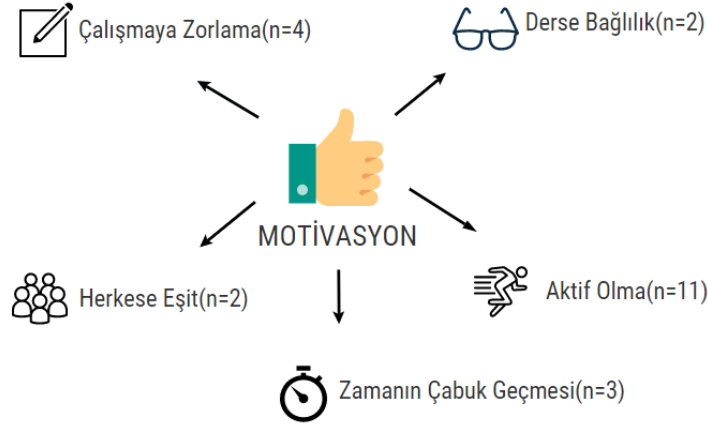 Çalışmaya Zorlama(n=4)
Derse Bağlılık(n=2)
MOTİVASYON
Herkese Eşit(n=2)
Aktif Olma(n=11)
Zamanın Çabuk Geçmesi(n=3)